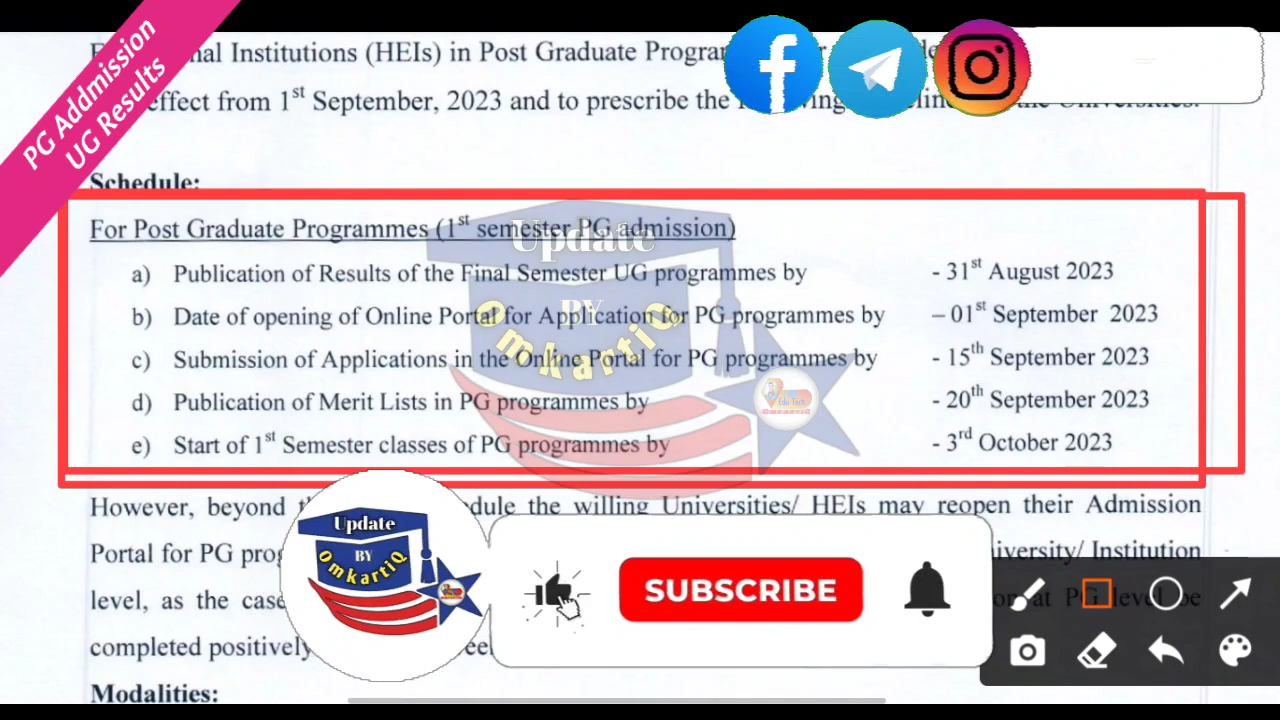 PG Addmission
UG Results
nal Institutions (HEIs) in Post Graduate
effect from 1st September, 2023 and to prescribe the
Schedule:
For Post Graduate Programmes (1st semester PG admission)
a) Publication of Results of the Final Semester UG programmes by - 31st August 2023
b) Date of opening of Online Portal for Application for PG programmes by – 01st September 2023
c) Submission of Applications in the Online Portal for PG programmes by - 15th September 2023
d) Publication of Merit Lists in PG programmes by - 20th September 2023
e) Start of 1st Semester classes of PG programmes by - 3rd October 2023
Update
BY
OmkartiQ
However, beyond dule the willing Universities/ HEIs may reopen their Admission
Portal for PG iversity/ Institution
level, as the case on at PG level be
completed positively
Modalities:
Update
BY
OmkartiQ
SUBSCRIBE